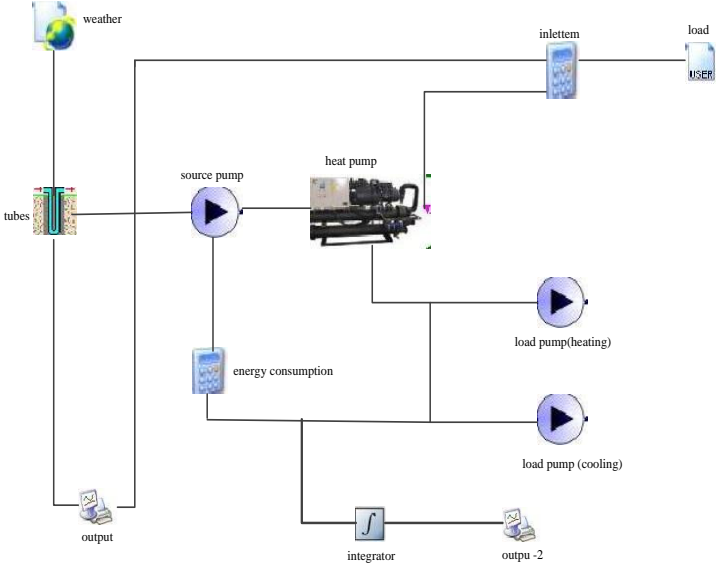 weather
inlettem
load
USER
heat pump
source pump
tubes
load pump(heating)
energy consumption
load pump (cooling)
output
integrator
outpu -2